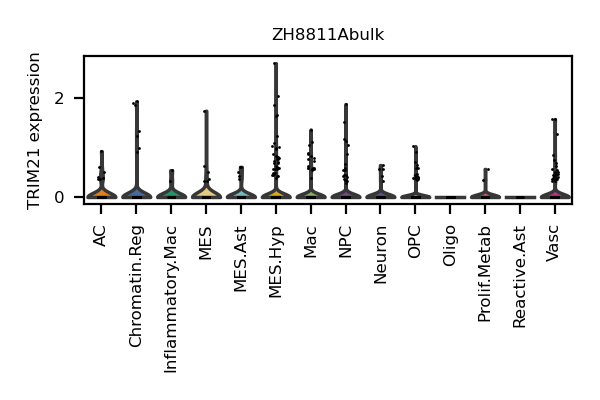 ZH8811Abulk
TRIM21 expression
2
0
AC
Chromatin.Reg
Inflammatory.Mac
MES
MES.Ast
MES.Hyp
Mac
NPC
Neuron
OPC
Oligo
Prolif.Metab
Reactive.Ast
Vasc